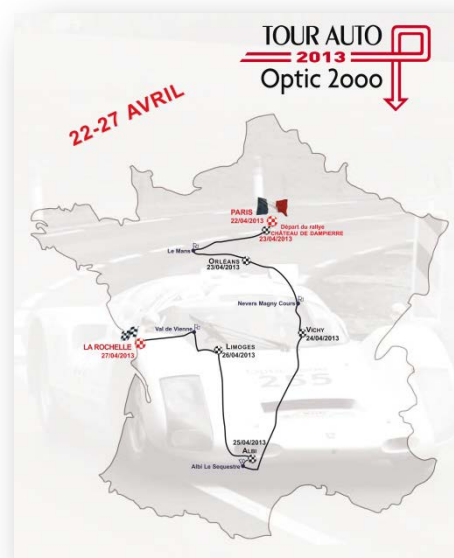 TOUR AUTO
2013
Optic 2ooo
22-27 AVRIL
PARIS
22/04/2013
Départ du rallye
CHÂTEAU DE DAMPIERRE
23/04/2013
Le Mans
ORLÉANS
23/04/2013
Nevers Magny Cours
VICHY
24/04/2013
Val de Vienne
LIMOGES
26/04/2013
LA ROCHELLE
27/04/2013
25/04/2013
ALBI
Albi Le Sequestre
255